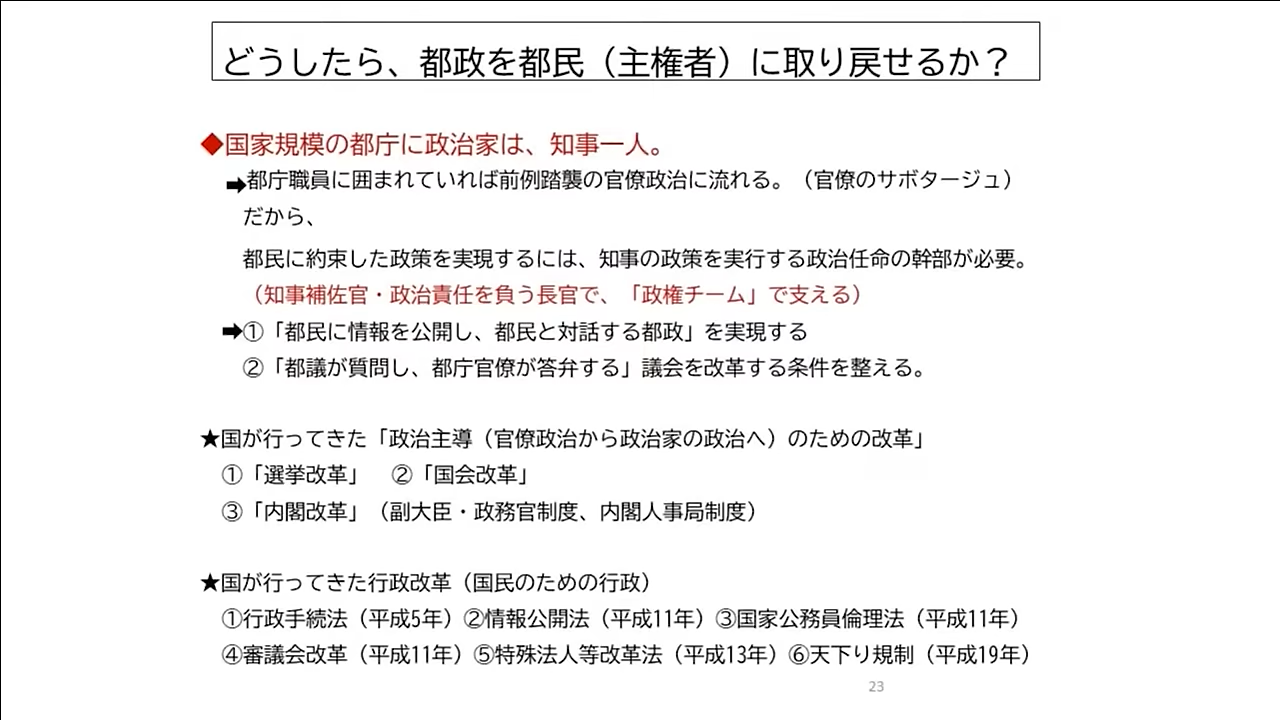 どうしたら、都政を都民（主権者）に取り戻せるか？
◆国家規模の都庁に政治家は、知事一人。
➡都庁職員に囲まれていれば前例踏襲の官僚政治に流れる。（官僚のサボタージュ）
だから、
都民に約束した政策を実現するには、知事の政策を実行する政治任命の幹部が必要。
（知事補佐官・政治責任を負う長官で、「政権チーム」で支える）
➡①「都民に情報を公開し、都民と対話する都政」を実現する
②「都議が質問し、都庁官僚が答弁する」議会を改革する条件を整える。
★国が行ってきた「政治主導（官僚政治から政治家の政治へ）のための改革」
①「選挙改革」　②「国会改革」
③「内閣改革」（副大臣・政務官制度、内閣人事局制度）
★国が行ってきた行政改革（国民のための行政）
①行政手続法（平成5年）②情報公開法（平成11年）③国家公務員倫理法（平成11年）
④審議会改革（平成11年）⑤特殊法人等改革法（平成13年）⑥天下り規制（平成19年）
23